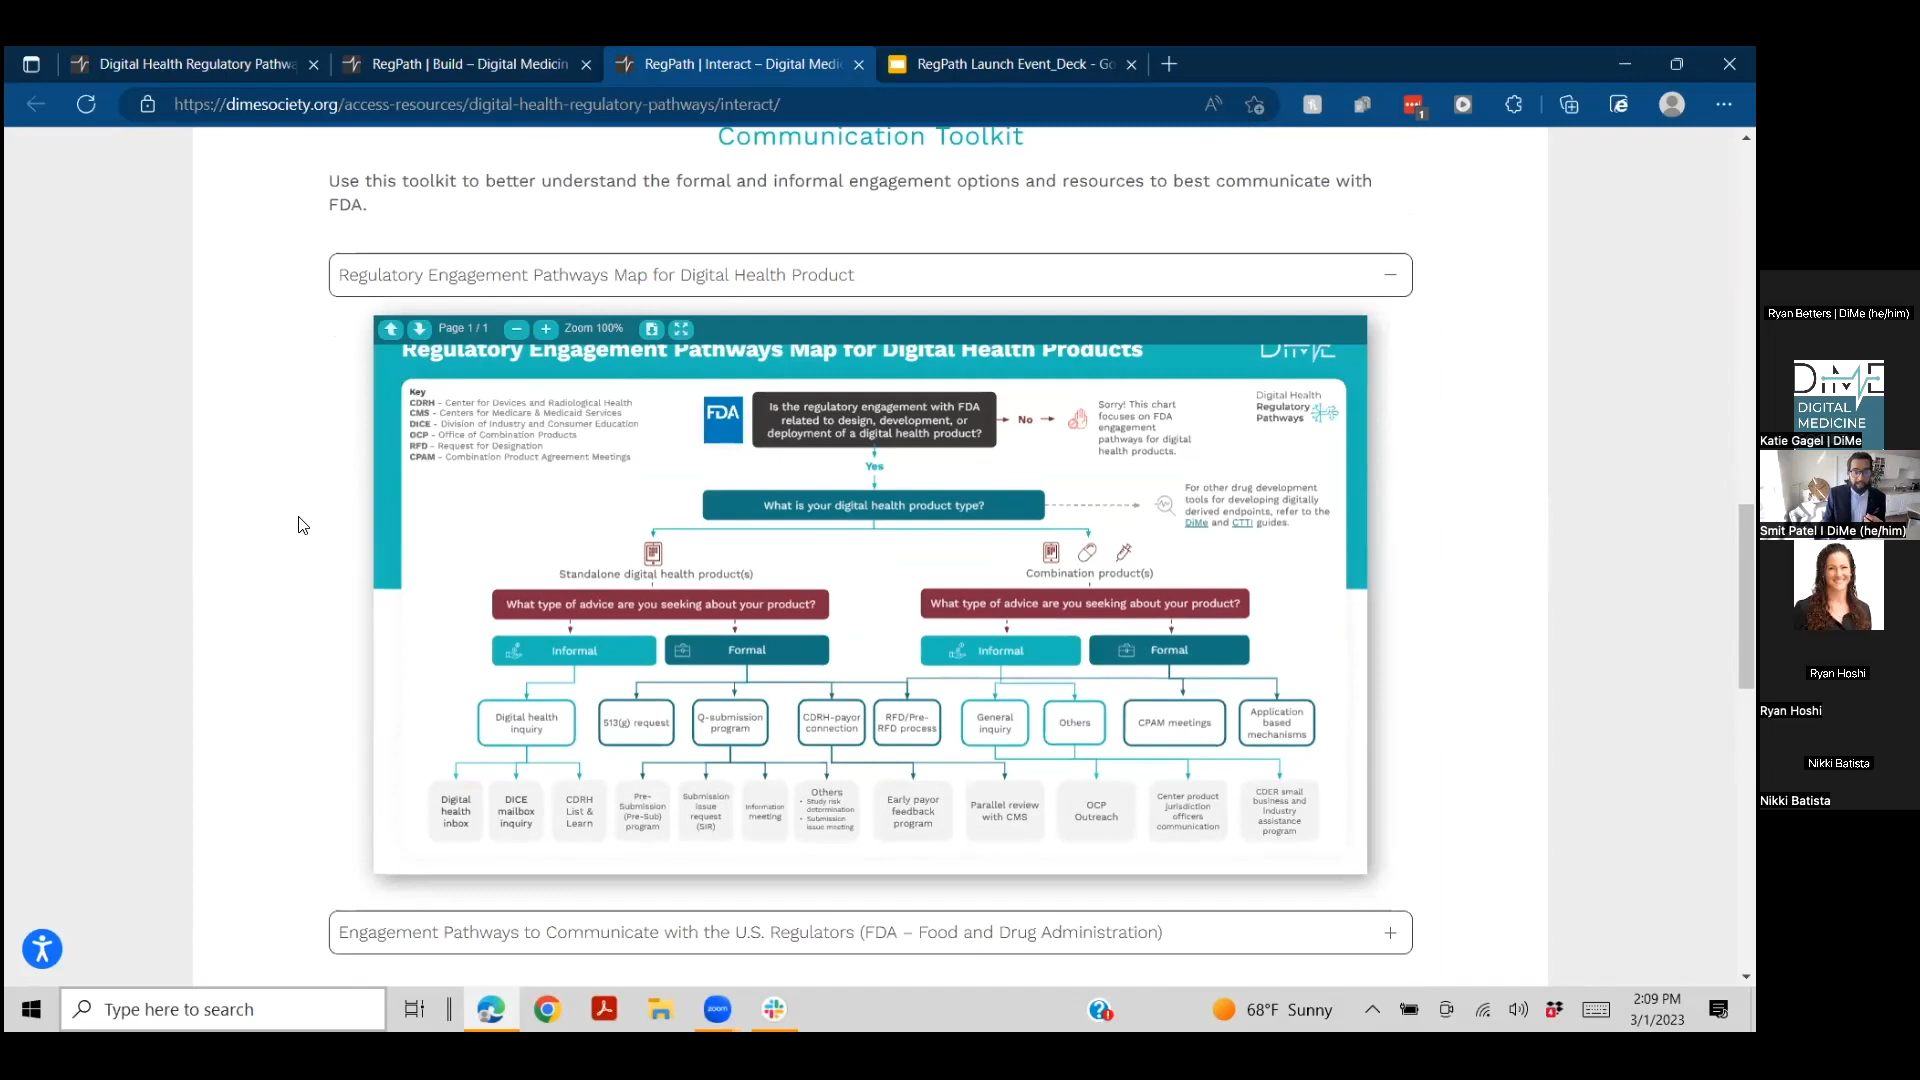 Digital Health Regulatory Pathwa
RegPath | Build – Digital Medicin
RegPath | Interact – Digital Medi
RegPath Launch Event_Deck - Go
https://dimesociety.org/access-resources/digital-health-regulatory-pathways/interact/
1
Communication Toolkit
Use this toolkit to better understand the formal and informal engagement options and resources to best communicate with
FDA.
Regulatory Engagement Pathways Map for Digital Health Product
Page 1 / 1
Zoom 100%
Regulatory Engagement Pathways Map for Digital Health Products
DiME
Key
CDRH - Center for Devices and Radiological Health
CMS - Centers for Medicare & Medicaid Services
DICE - Division of Industry and Consumer Education
OCP - Office of Combination Products
RFD - Request for Designation
CPAM - Combination Product Agreement Meetings
FDA
Is the regulatory engagement with FDA
related to design, development, or
deployment of a digital health product?
No
Sorry! This chart
focuses on FDA
engagement
pathways for digital
health products.
Digital Health
Regulatory
Pathways
Yes
What is your digital health product type?
For other drug development
tools for developing digitally
derived endpoints, refer to the
DiMe and CTTI guides.
Standalone digital health product(s)
Combination product(s)
What type of advice are you seeking about your product?
What type of advice are you seeking about your product?
Informal
Formal
Informal
Formal
Digital health
inquiry
513(g) request
Q-submission
program
CDRH-payor
connection
RFD/Pre-
RFD process
General
inquiry
Others
CPAM meetings
Application
based
mechanisms
Digital
health
inbox
DICE
mailbox
inquiry
CDRH
List &
Learn
Pre-
Submission
(Pre-Sub)
program
Submission
issue
request
(SIR)
Information
meeting
Others
• Study risk
determination
• Submission
issue meeting
Early payor
feedback
program
Parallel review
with CMS
OCP
Outreach
Center product
jurisdiction
officers
communication
CDER small
business and
industry
assistance
program
Engagement Pathways to Communicate with the U.S. Regulators (FDA – Food and Drug Administration)
Type here to search
zoom
68°F Sunny
4
2:09 PM
3/1/2023
Ryan Betters | DiMe (he/him)
DiME
DIGITAL
MEDICINE
Katie Gagel | DiMe
Smit Patel I DiMe (he/him)
Ryan Hoshi
Ryan Hoshi
Nikki Batista
Nikki Batista